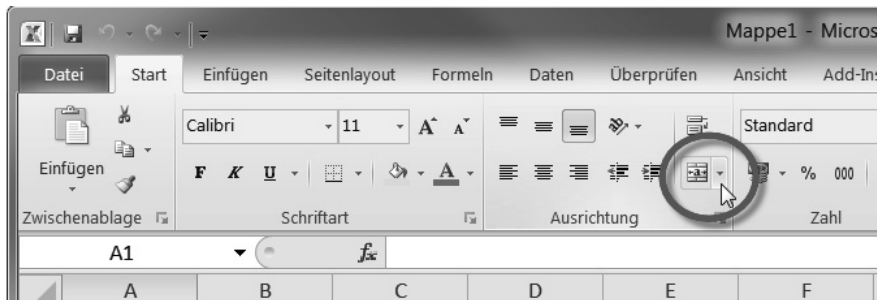 Mappe1 - Micros
Datei Start Einfügen Seitenlayout Formeln Daten Überprüfen Ansicht Add-Ins
Calibri 11 A A Standard
Einfügen F K U A a % 000
Zwischenablage Schriftart Ausrichtung Zahl
A1 fx
A B C D E F